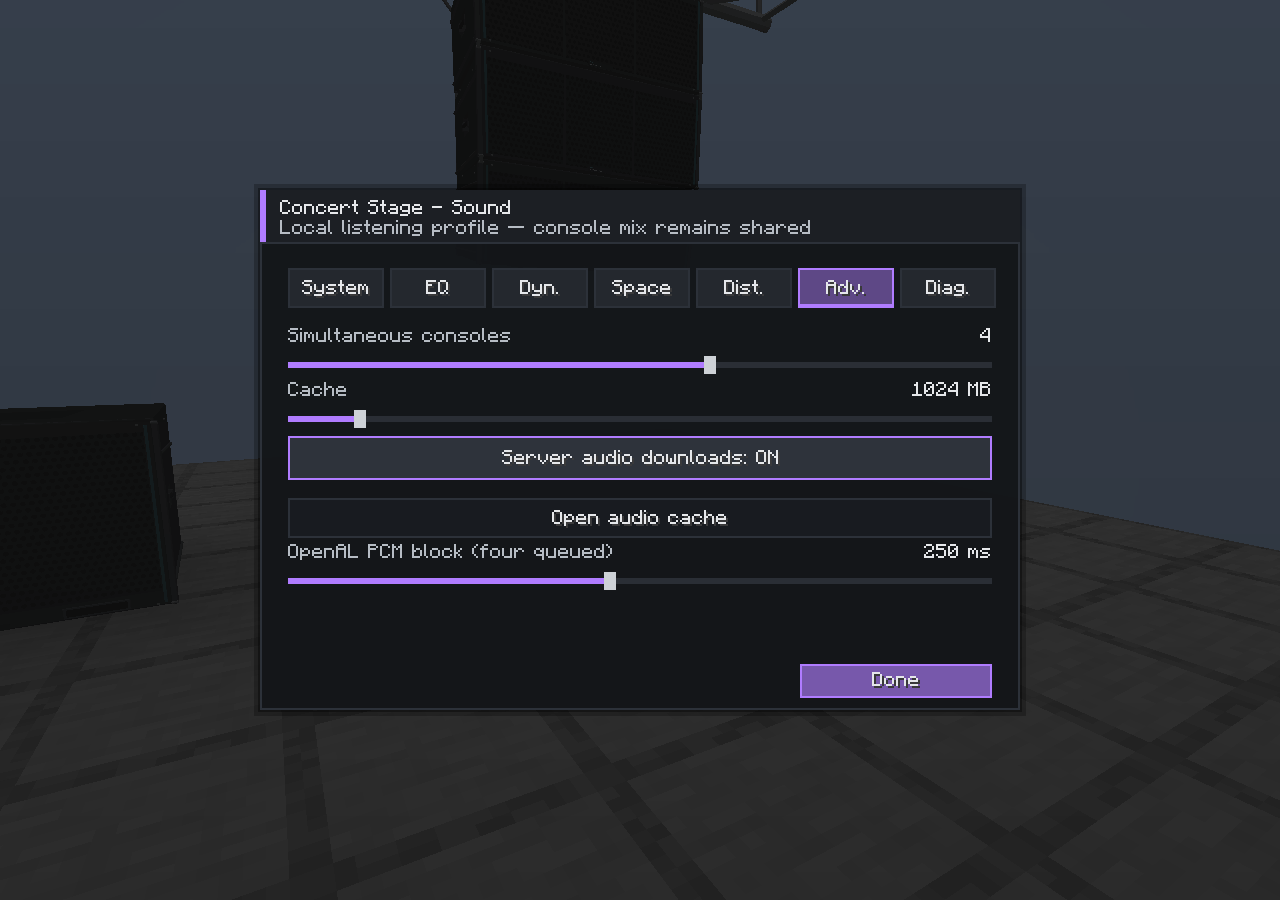 Concert Stage – Sound
Local listening profile — console mix remains shared
System EQ Dyn. Space Dist. Adv. Diag.
Simultaneous consoles 4
Cache 1024 MB
Server audio downloads: ON
Open audio cache
OpenAL PCM block (four queued) 250 ms
Done